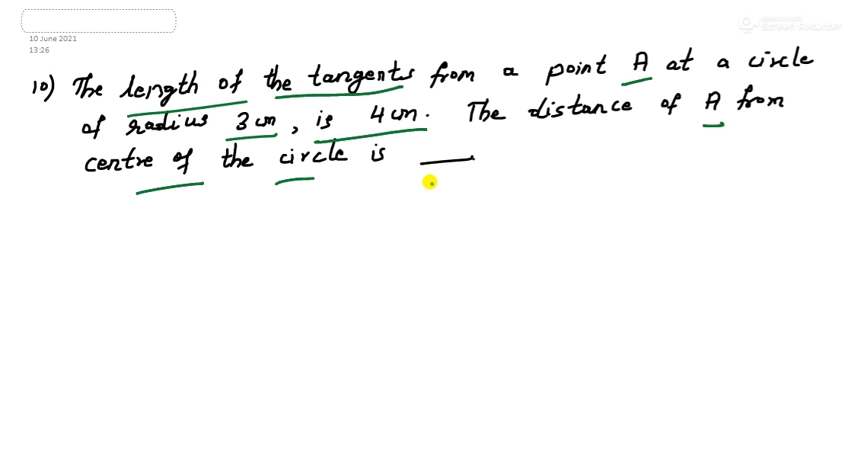 10 June 2021
13:26
10) The length of the tangents from a point A at a circle
of radius 3 cm, is 4 cm. The distance of A from
centre of the circle is ___